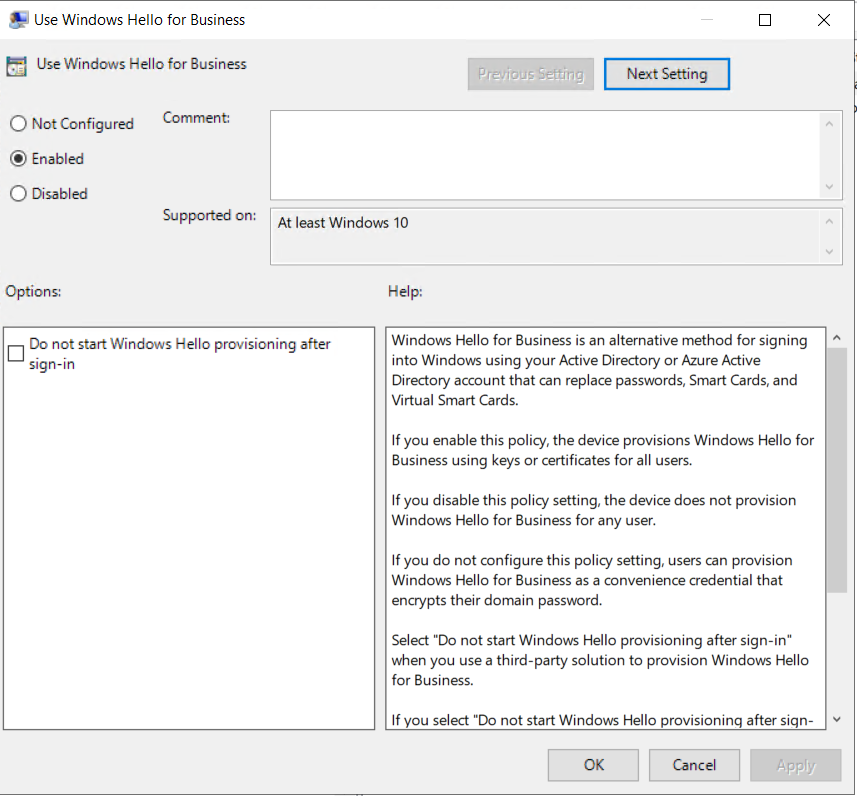 Use Windows Hello for Business
Use Windows Hello for Business
Previous Setting
Next Setting
Not Configured
Enabled
Disabled
Comment:
Supported on:
At least Windows 10
Options:
Help:
Do not start Windows Hello provisioning after
sign-in
Windows Hello for Business is an alternative method for signing
into Windows using your Active Directory or Azure Active
Directory account that can replace passwords, Smart Cards, and
Virtual Smart Cards.
If you enable this policy, the device provisions Windows Hello for
Business using keys or certificates for all users.
If you disable this policy setting, the device does not provision
Windows Hello for Business for any user.
If you do not configure this policy setting, users can provision
Windows Hello for Business as a convenience credential that
encrypts their domain password.
Select "Do not start Windows Hello provisioning after sign-in"
when you use a third-party solution to provision Windows Hello
for Business.
If you select "Do not start Windows Hello provisioning after sign-
OK
Cancel
Apply